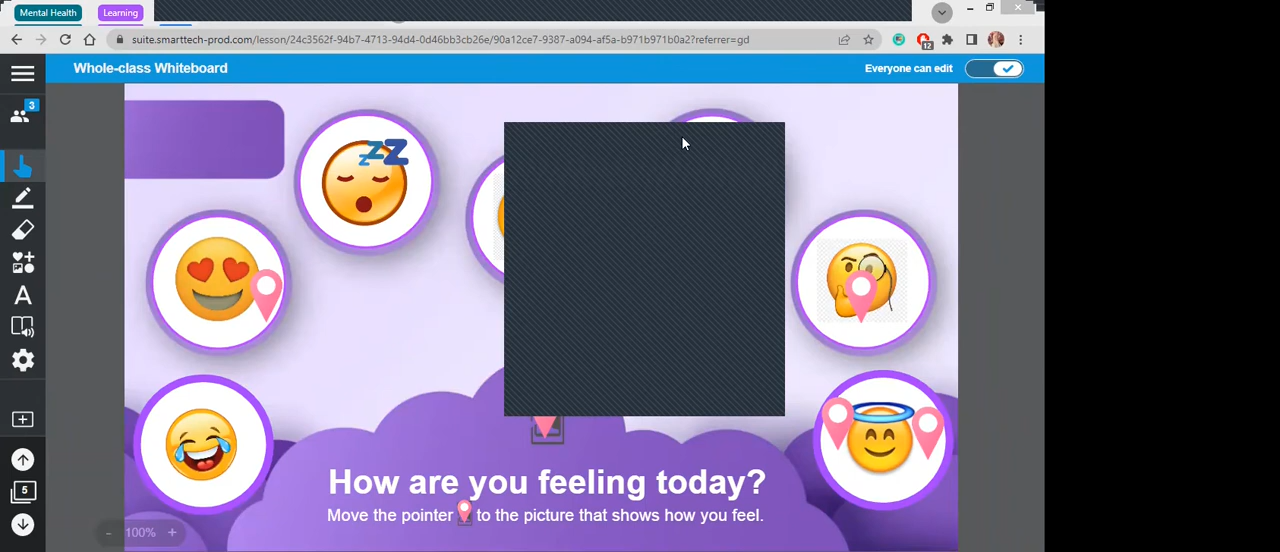 Mental Health
Learning
suite.smarttech-prod.com/lesson/24c3562f-94b7-4713-94d4-0d46bb3cb26e/90a12ce7-9387-a094-af5a-b971b971b0a2?referrer=gd
12
Whole-class Whiteboard
Everyone can edit
3
ZZZ
A
How are you feeling today?
Move the pointer to the picture that shows how you feel.
5
- 100% +